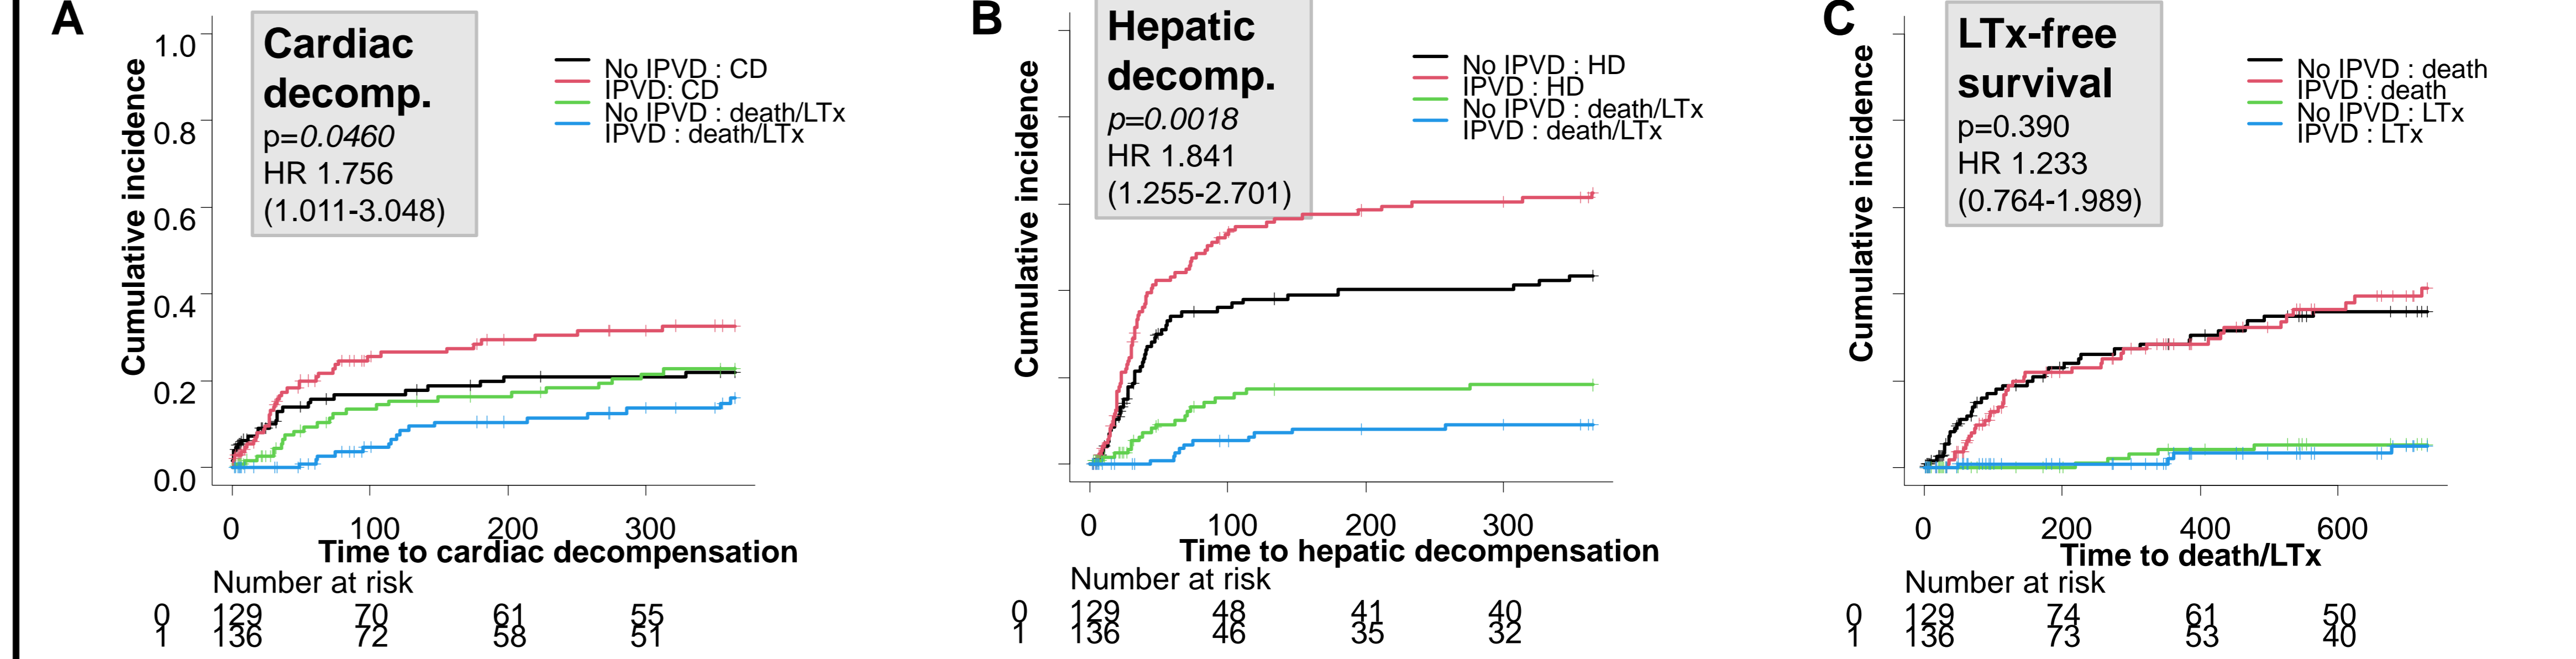 A
Cumulative incidence
1.0
0.8
0.6
0.4
0.2
0.0
Cardiac
decomp.
p=0.0460
HR 1.756
(1.011-3.048)
No IPVD : CD
IPVD: CD
No IPVD : death/LTx
IPVD : death/LTx
0 100 200 300
Time to cardiac decompensation
Number at risk
0 129 70 61 55
1 136 72 58 51
B
Cumulative incidence
Hepatic
decomp.
p=0.0018
HR 1.841
(1.255-2.701)
No IPVD : HD
IPVD : HD
No IPVD : death/LTx
IPVD : death/LTx
0 100 200 300
Time to hepatic decompensation
Number at risk
0 129 48 41 40
1 136 46 35 32
C
Cumulative incidence
LTx-free
survival
p=0.390
HR 1.233
(0.764-1.989)
No IPVD : death
IPVD : death
No IPVD : LTx
IPVD : LTx
0 200 400 600
Time to death/LTx
Number at risk
0 129 74 61 50
1 136 73 53 40